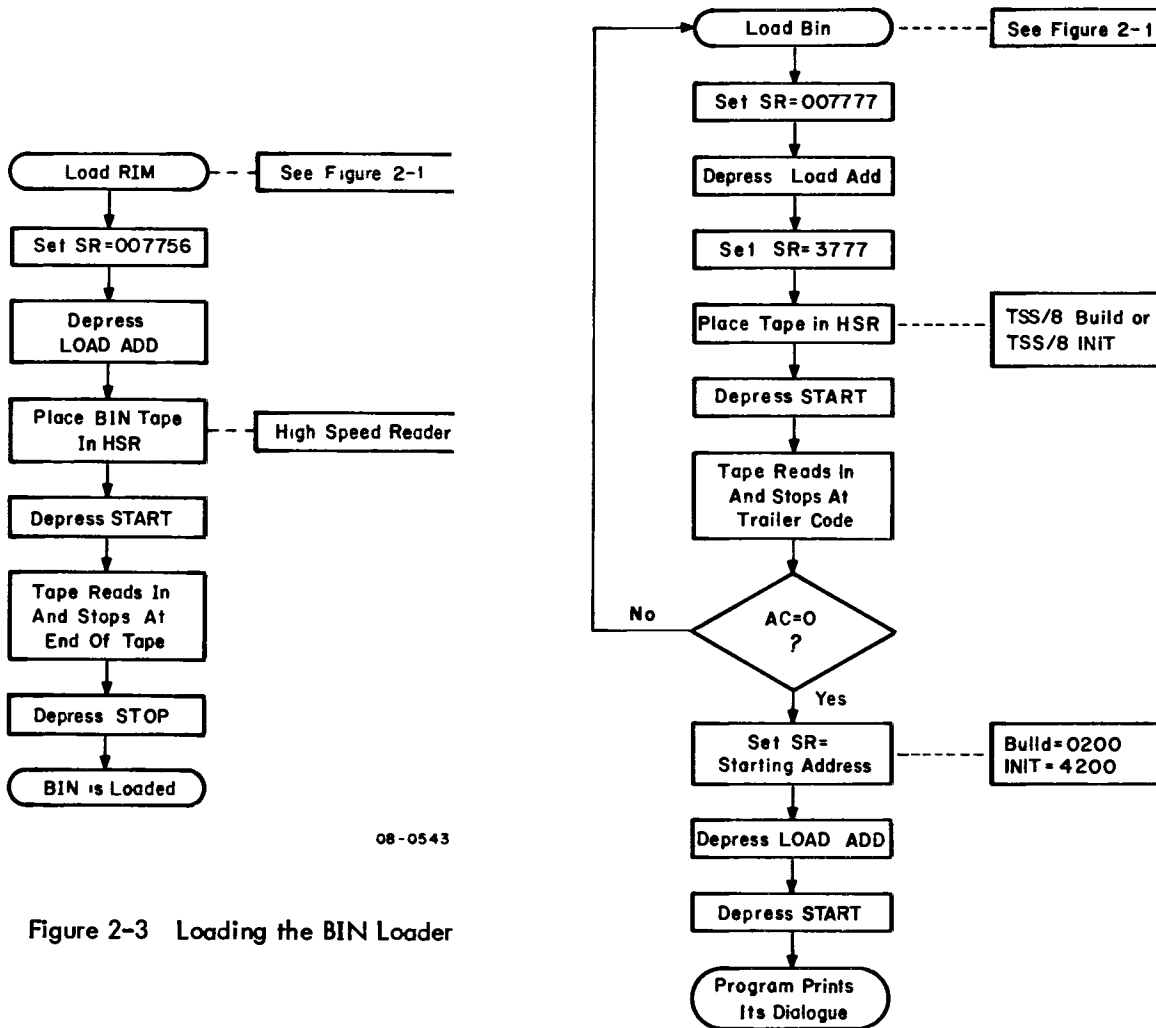 Load RIM
See Figure 2-1
Set SR=007756
Depress
LOAD ADD
Place BIN Tape
In HSR
High Speed Reader
Depress START
Tape Reads In
And Stops At
End Of Tape
Depress STOP
BIN is Loaded
08-0543
Figure 2-3 Loading the BIN Loader
Load Bin
See Figure 2-1
Set SR=007777
Depress Load Add
Set SR=3777
Place Tape in HSR
TSS/8 Build or
TSS/8 INIT
Depress START
Tape Reads In
And Stops At
Trailer Code
No
AC=0
?
Yes
Set SR=
Starting Address
Build=0200
INIT=4200
Depress LOAD ADD
Depress START
Program Prints
Its Dialogue